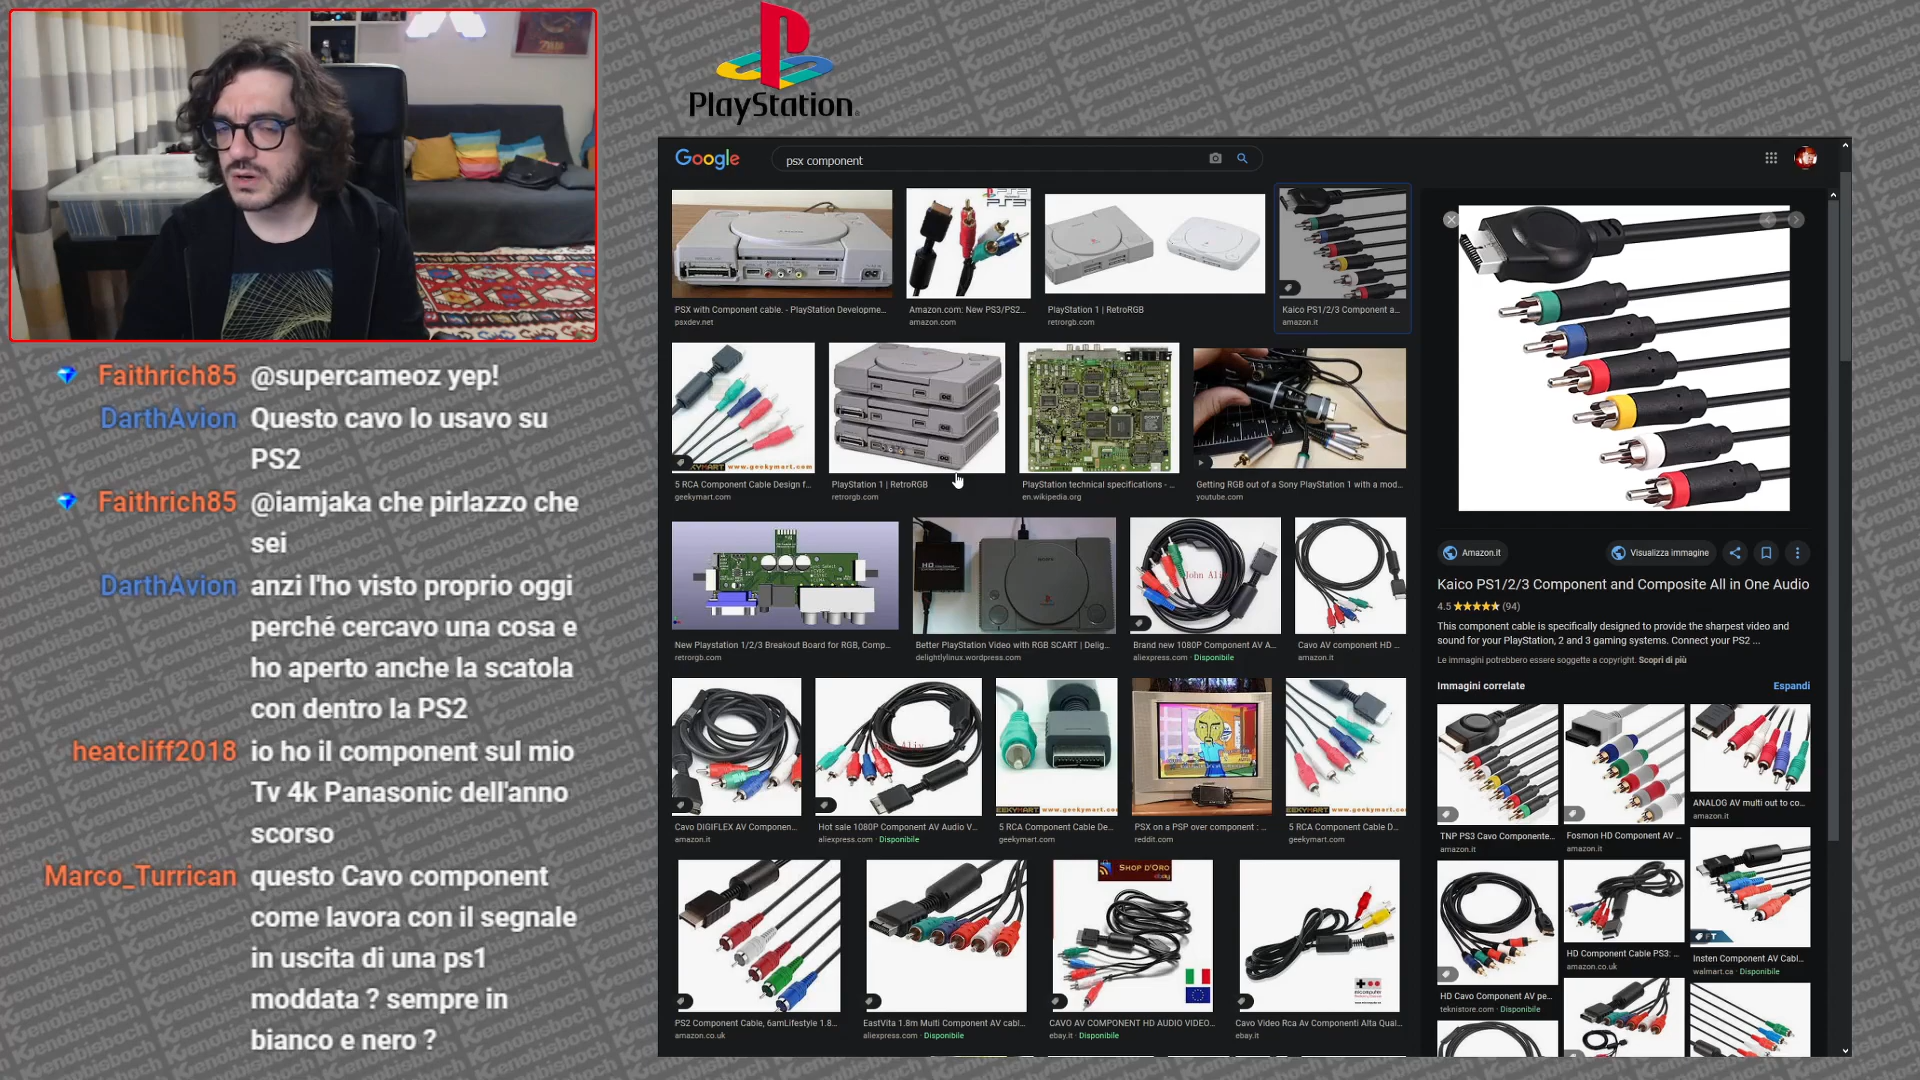 PlayStation
Google
psx component
PSX with Component cable. - PlayStation Developme...
psxdev.net
Amazon.com: New PS3/PS2...
amazon.com
PlayStation 1 | RetroRGB
retrorgb.com
Kaico PS1/2/3 Component a...
amazon.it
5 RCA Component Cable Design f...
geekymart.com
PlayStation 1 | RetroRGB
retrorgb.com
PlayStation technical specifications - ...
en.wikipedia.org
Getting RGB out of a Sony PlayStation 1 with a mod...
youtube.com
New Playstation 1/2/3 Breakout Board for RGB, Comp...
retrorgb.com
Better PlayStation Video with RGB SCART | Delig...
delightlylinux.wordpress.com
Brand new 1080P Component AV A...
aliexpress.com · Disponibile
Cavo AV component HD ...
amazon.it
Cavo DIGIFLEX AV Componen...
amazon.it
Hot sale 1080P Component AV Audio V...
aliexpress.com · Disponibile
5 RCA Component Cable De...
geekymart.com
PSX on a PSP over component : ...
reddit.com
5 RCA Component Cable D...
geekymart.com
SHOP D'ORO
ebay
PS2 Component Cable, 6amLifestyle 1.8...
amazon.co.uk
EastVita 1.8m Multi Component AV cabl...
aliexpress.com · Disponibile
CAVO AV COMPONENT HD AUDIO VIDEO...
ebay.it · Disponibile
Cavo Video Rca Av Componenti Alta Qual...
ebay.it
Amazon.it
Visualizza immagine
Kaico PS1/2/3 Component and Composite All in One Audio
4.5 ★★★★★ (94)
This component cable is specifically designed to provide the sharpest video and
sound for your PlayStation, 2 and 3 gaming systems. Connect your PS2 ...
Le immagini potrebbero essere soggette a copyright. Scopri di più
Immagini correlate
Espandi
TNP PS3 Cavo Componente...
amazon.it
Fosmon HD Component AV ...
amazon.it
ANALOG AV multi out to co...
amazon.it
HD Cavo Component AV pe...
teknistore.com · Disponibile
HD Component Cable PS3: ...
amazon.co.uk
Insten Component AV Cabl...
walmart.ca · Disponibile
Faithrich85 @supercameoz yep!
DarthAvion Questo cavo lo usavo su
PS2
Faithrich85 @iamjaka che pirlazzo che
sei
DarthAvion anzi l'ho visto proprio oggi
perché cercavo una cosa e
ho aperto anche la scatola
con dentro la PS2
heatcliff2018 io ho il component sul mio
Tv 4k Panasonic dell'anno
scorso
Marco_Turrican questo Cavo component
come lavora con il segnale
in uscita di una ps1
moddata ? sempre in
bianco e nero ?
Kenobisboch